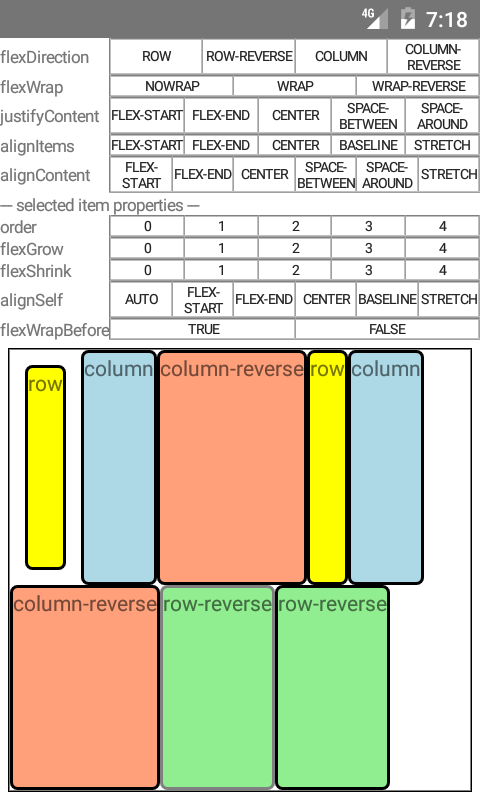 4G 7:18
flexDirection ROW ROW-REVERSE COLUMN COLUMN-REVERSE
flexWrap NOWRAP WRAP WRAP-REVERSE
justifyContent FLEX-START FLEX-END CENTER SPACE-BETWEEN SPACE-AROUND
alignItems FLEX-START FLEX-END CENTER BASELINE STRETCH
alignContent FLEX-START FLEX-END CENTER SPACE-BETWEEN SPACE-AROUND STRETCH
--- selected item properties ---
order 0 1 2 3 4
flexGrow 0 1 2 3 4
flexShrink 0 1 2 3 4
alignSelf AUTO FLEX-START FLEX-END CENTER BASELINE STRETCH
flexWrapBefore TRUE FALSE
row column column-reverse row column
column-reverse row-reverse row-reverse